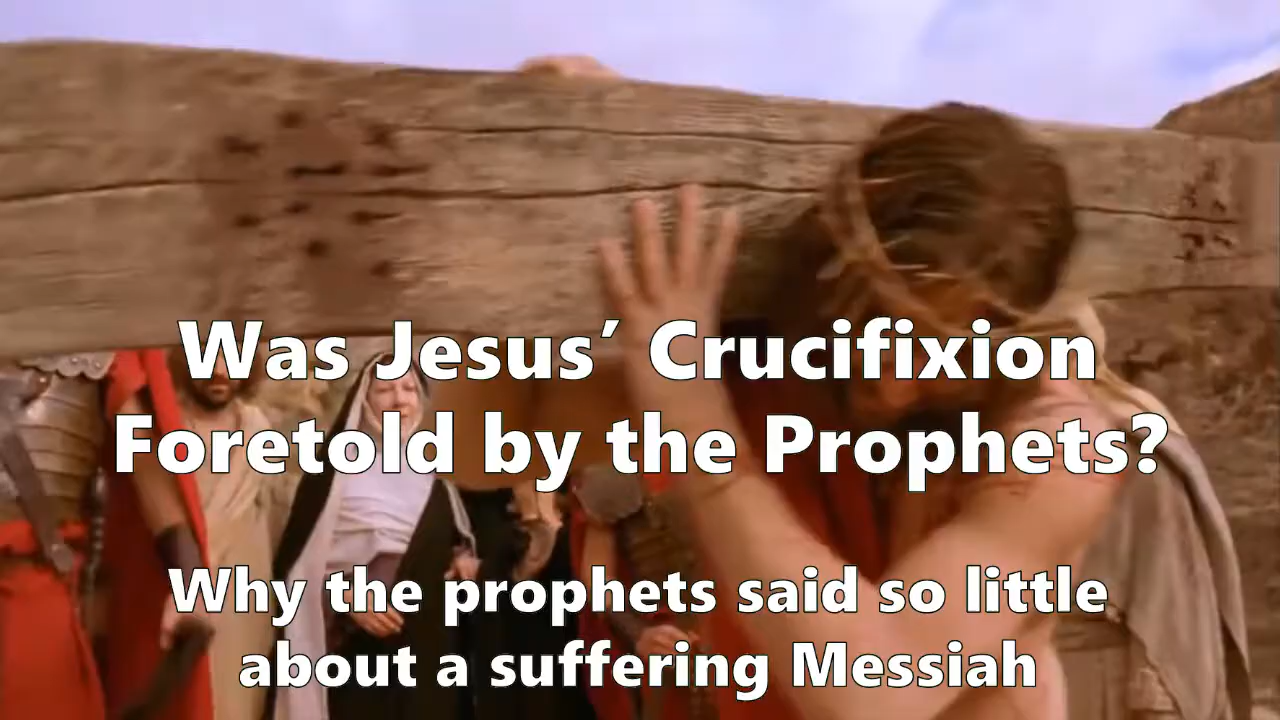 Was Jesus′ Crucifixion
Foretold by the Prophets?
Why the prophets said so little
about a suffering Messiah